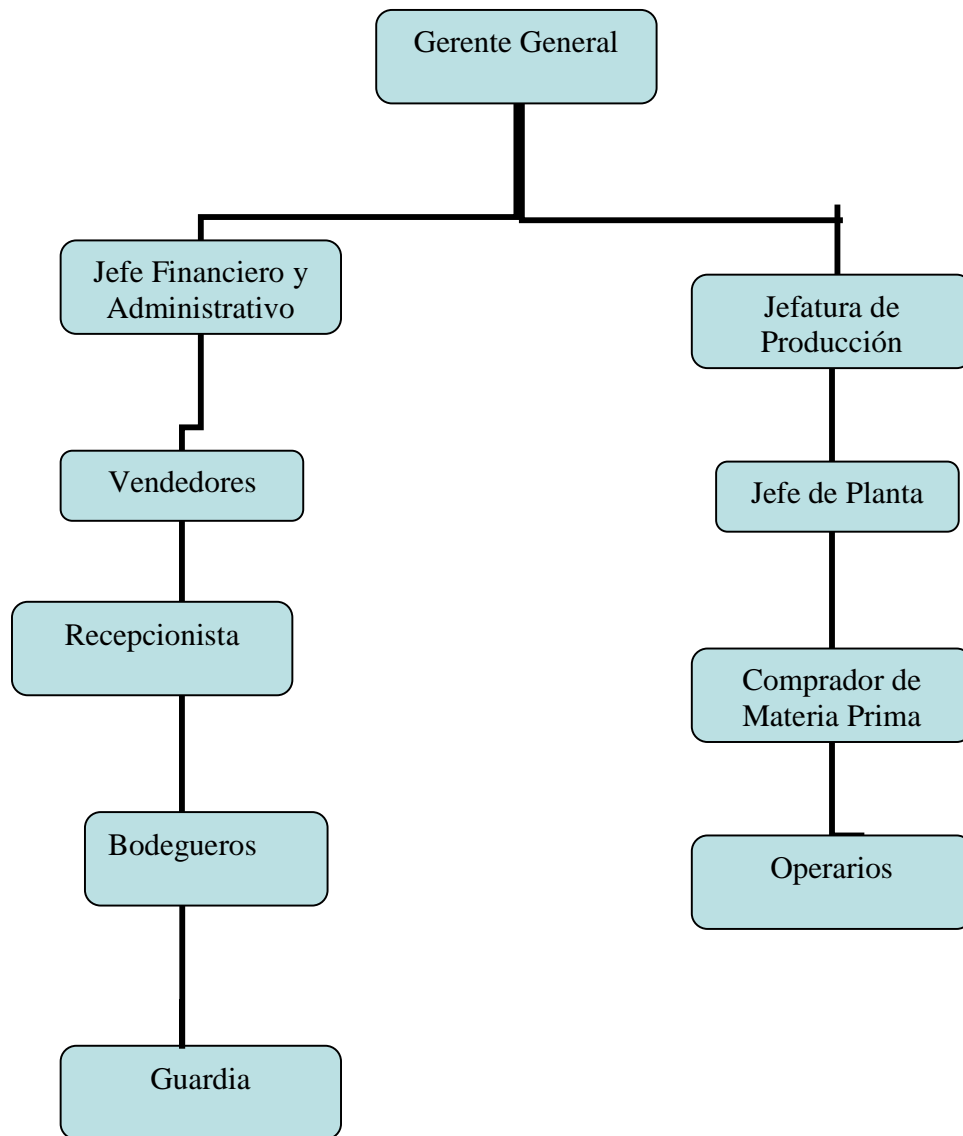 Gerente General
Jefe Financiero y
Administrativo
Vendedores
Recepcionista
Bodegueros
Guardia
Jefatura de
Producción
Jefe de Planta
Comprador de
Materia Prima
Operarios